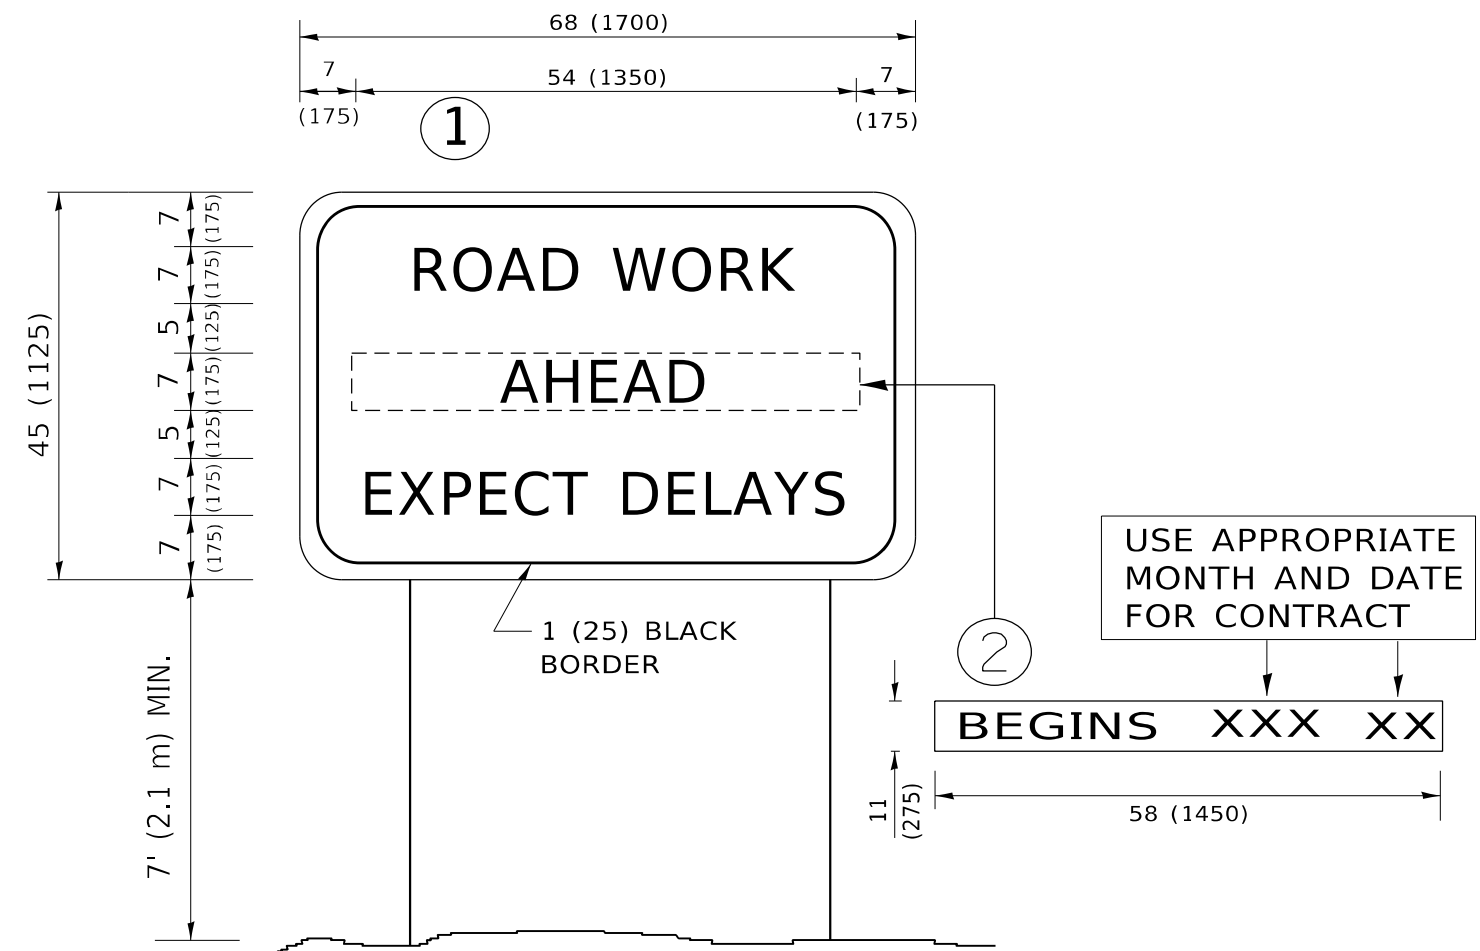 68 (1700)
7
54 (1350)
7
(175)
(175)
1
7
(175)
7
(175)
5
(125)
7
(175)
5
(125)
7
(175)
7
(175)
45 (1125)
ROAD WORK
AHEAD
EXPECT DELAYS
1 (25) BLACK
BORDER
7' (2.1 m) MIN.
USE APPROPRIATE
MONTH AND DATE
FOR CONTRACT
2
BEGINS XXX XX
11
(275)
58 (1450)